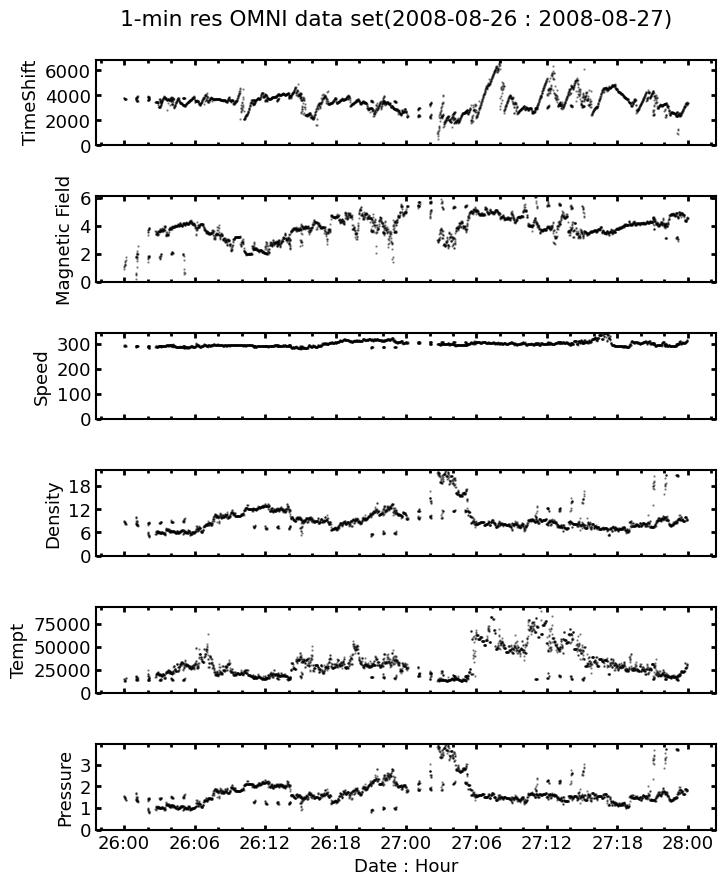 1-min res OMNI data set(2008-08-26 : 2008-08-27)
TimeShift
6000
4000
2000
0
Magnetic Field
6
4
2
0
Speed
300
200
100
0
Density
18
12
6
0
Tempt
75000
50000
25000
0
Pressure
3
2
1
0
26:00 26:06 26:12 26:18 27:00 27:06 27:12 27:18 28:00
Date : Hour